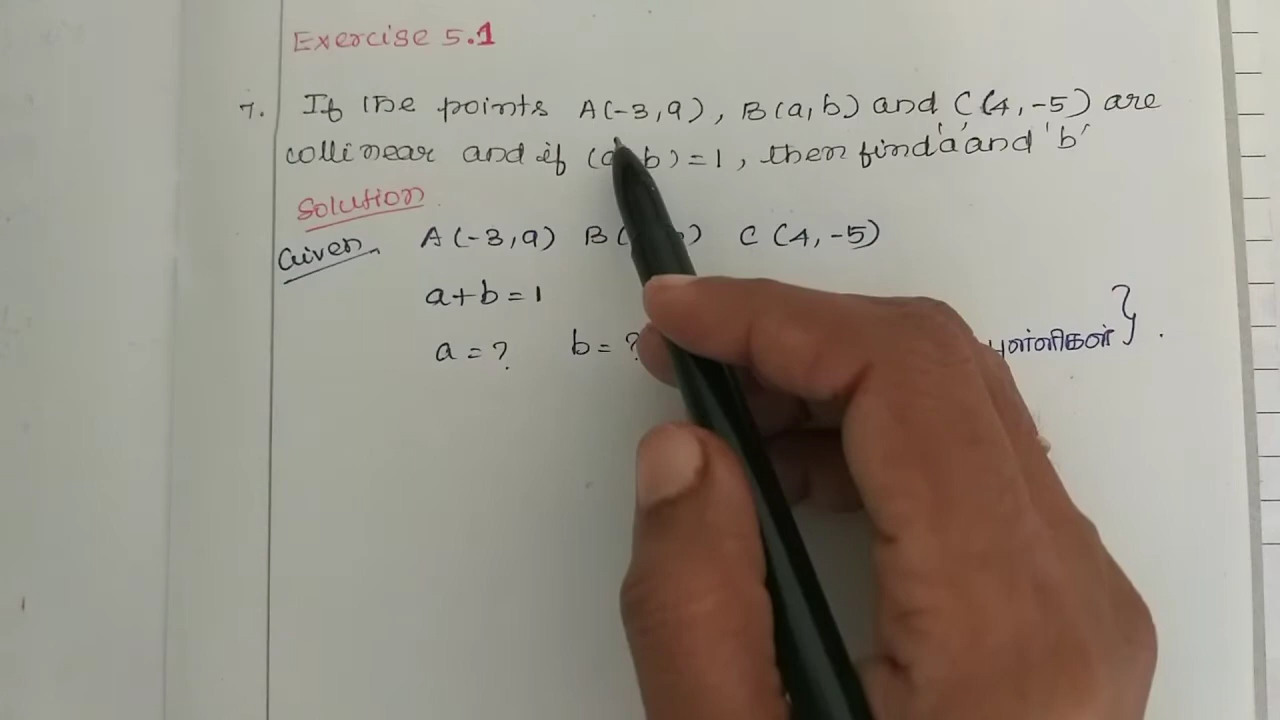 Exercise 5.1
7. If the points A(-3,9), B(a,b) and C(4,-5) are
collinear and if (a b) = 1, then find 'a' and 'b'
Solution
Given A(-3,9) B( C(4,-5)
a+b=1
a=? b=? புள்ளிகள் } .